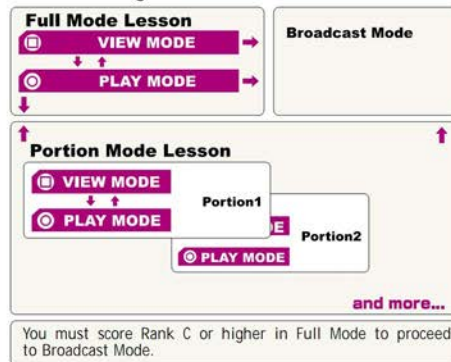 Full Mode Lesson
VIEW MODE
PLAY MODE
Broadcast Mode
Portion Mode Lesson
VIEW MODE
PLAY MODE
Portion1
Portion2
PLAY MODE
and more...
You must score Rank C or higher in Full Mode to proceed
to Broadcast Mode.